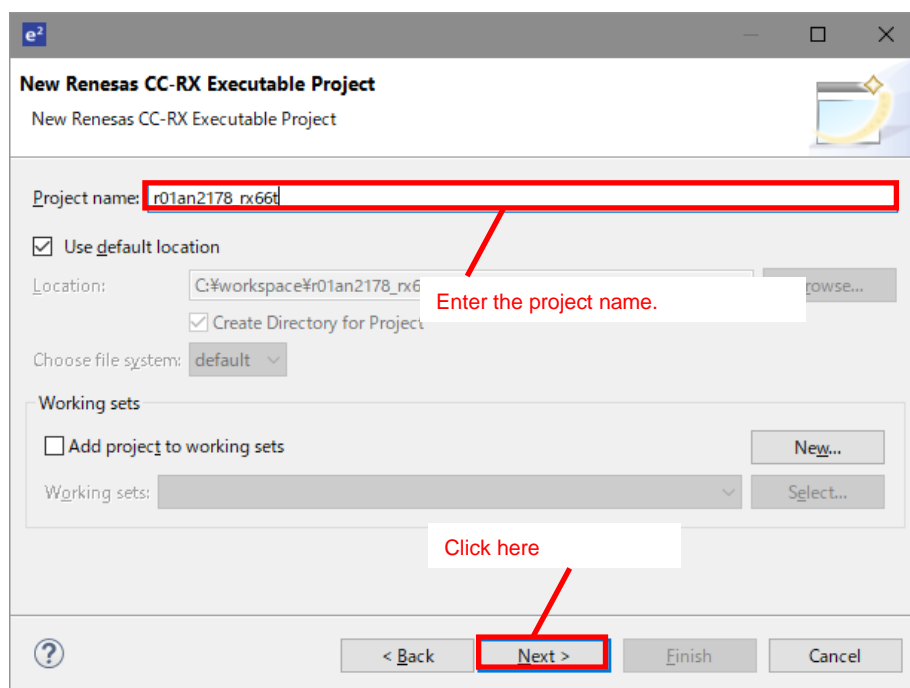 e²
New Renesas CC-RX Executable Project
New Renesas CC-RX Executable Project
Project name: r01an2178_rx66t
Use default location
Location: C:¥workspace¥r01an2178_rx6
Enter the project name.
Create Directory for Project
Choose file system: default
Working sets
Add project to working sets
New...
Working sets:
Select...
Click here
< Back
Next >
Finish
Cancel